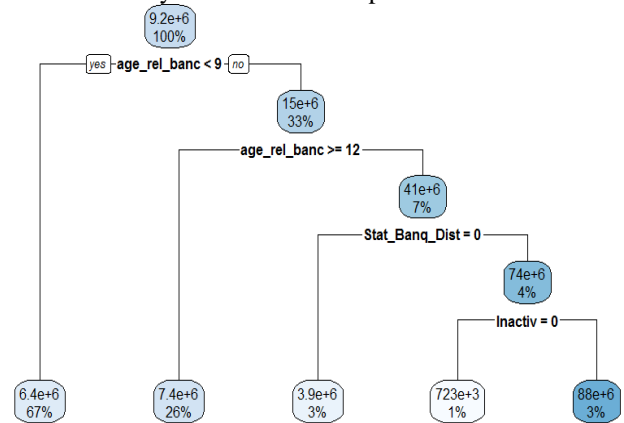 9.2e+6
100%
yes age_rel_banc < 9 no
15e+6
33%
age_rel_banc >= 12
41e+6
7%
Stat_Banq_Dist = 0
74e+6
4%
Inactiv = 0
6.4e+6
67%
7.4e+6
26%
3.9e+6
3%
723e+3
1%
88e+6
3%